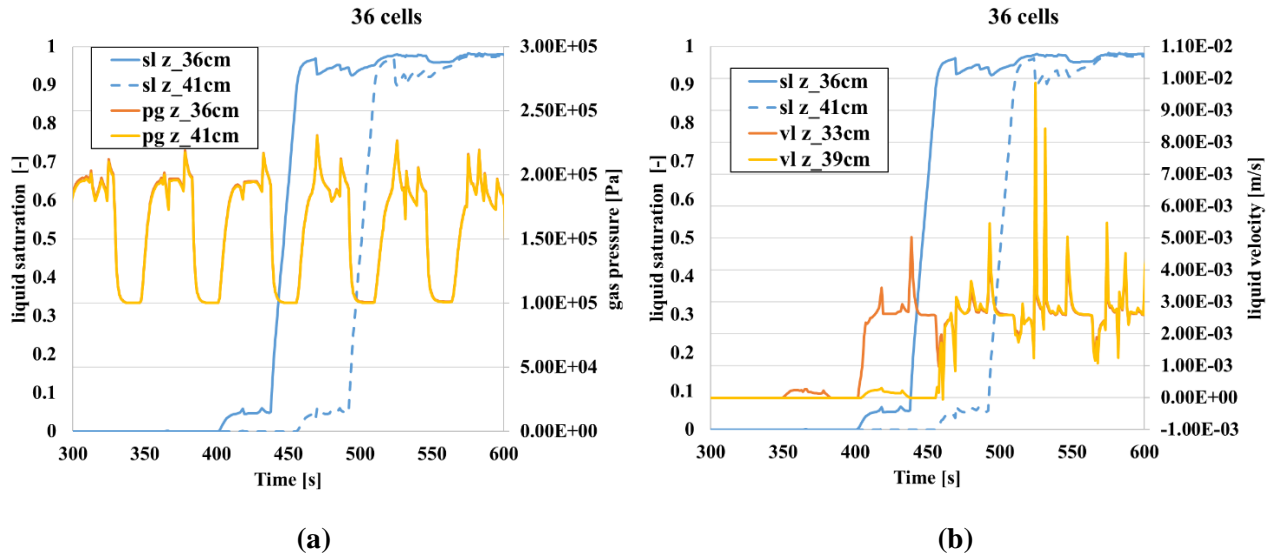 36 cells
sl z_36cm
sl z_41cm
pg z_36cm
pg z_41cm
liquid saturation [-]
1
0.9
0.8
0.7
0.6
0.5
0.4
0.3
0.2
0.1
0
3.00E+05
2.50E+05
2.00E+05
1.50E+05
1.00E+05
5.00E+04
0.00E+00
gas pressure [Pa]
300
350
400
450
500
550
600
Time [s]
(a)
36 cells
sl z_36cm
sl z_41cm
vl z_33cm
vl z_39cm
liquid saturation [-]
1
0.9
0.8
0.7
0.6
0.5
0.4
0.3
0.2
0.1
0
1.10E-02
1.00E-02
9.00E-03
8.00E-03
7.00E-03
6.00E-03
5.00E-03
4.00E-03
3.00E-03
2.00E-03
1.00E-03
0.00E+00
-1.00E-03
liquid velocity [m/s]
300
350
400
450
500
550
600
Time [s]
(b)